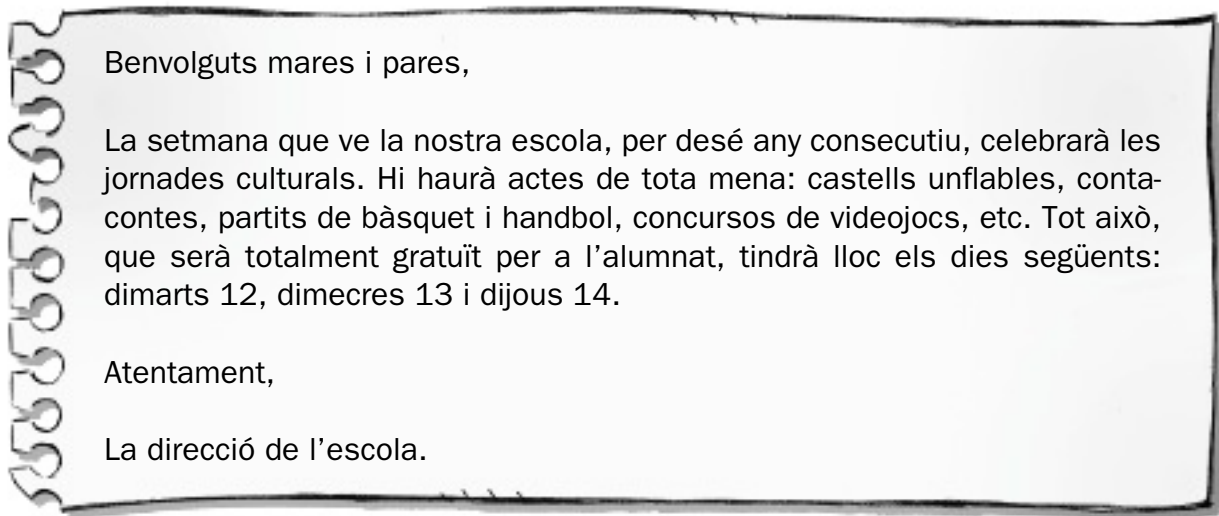 Benvolguts mares i pares,
La setmana que ve la nostra escola, per desé any consecutiu, celebrarà les
jornades culturals. Hi haurà actes de tota mena: castells unflables, conta-
contes, partits de bàsquet i handbol, concursos de videojocs, etc. Tot això,
que serà totalment gratuït per a l’alumnat, tindrà lloc els dies següents:
dimarts 12, dimecres 13 i dijous 14.
Atentament,
La direcció de l’escola.